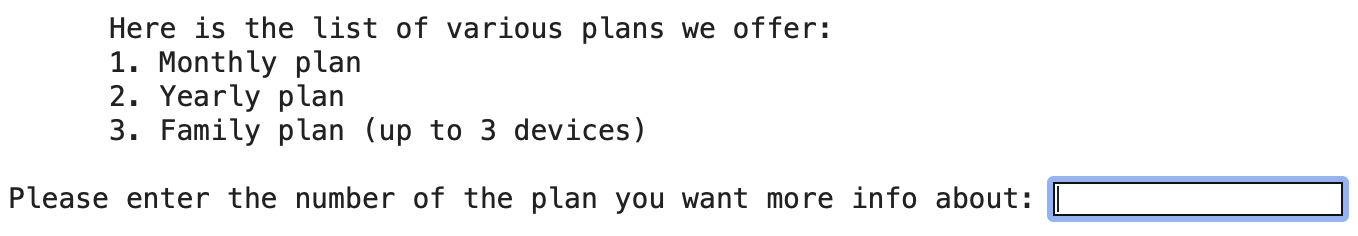 Here is the list of various plans we offer:
1. Monthly plan
2. Yearly plan
3. Family plan (up to 3 devices)
Please enter the number of the plan you want more info about: